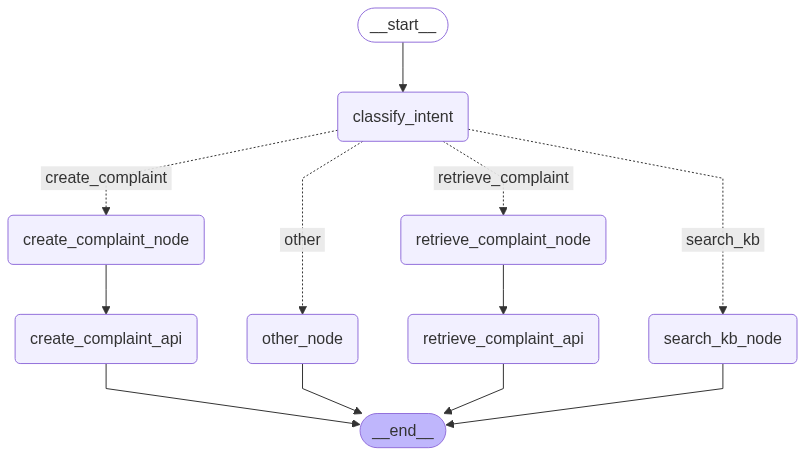 __start__
classify_intent
create_complaint
retrieve_complaint
create_complaint_node
other
retrieve_complaint_node
search_kb
create_complaint_api
other_node
retrieve_complaint_api
search_kb_node
__end__